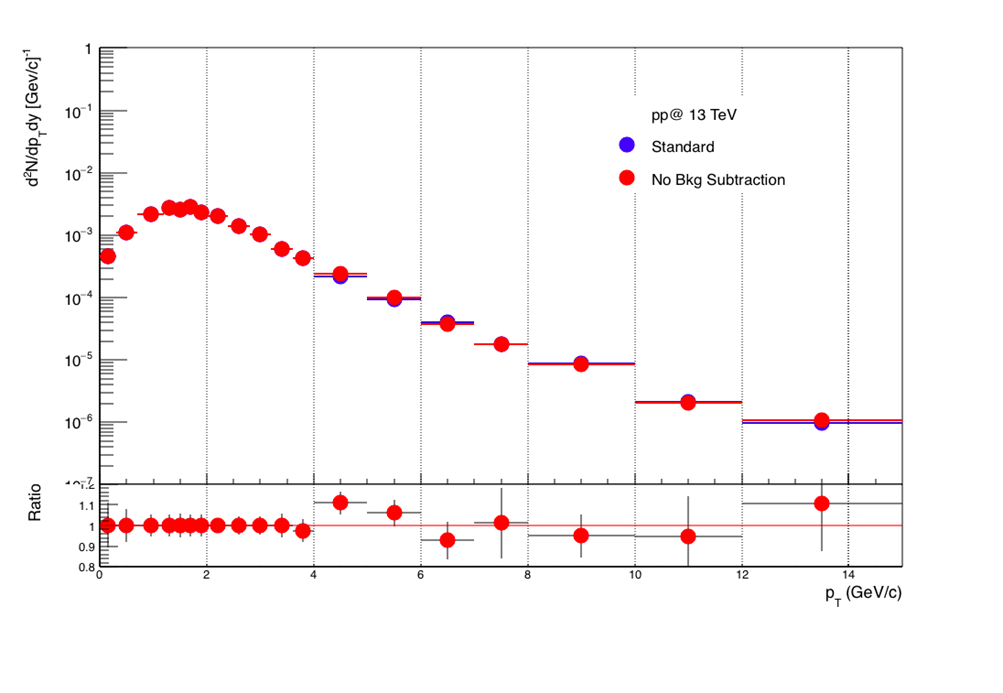 d²N/dp_Tdy [Gev/c]⁻¹
1
10⁻¹
10⁻²
10⁻³
10⁻⁴
10⁻⁵
10⁻⁶
pp@ 13 TeV
Standard
No Bkg Subtraction
Ratio
1.1
1
0.9
0.8
0 2 4 6 8 10 12 14
p_T (GeV/c)